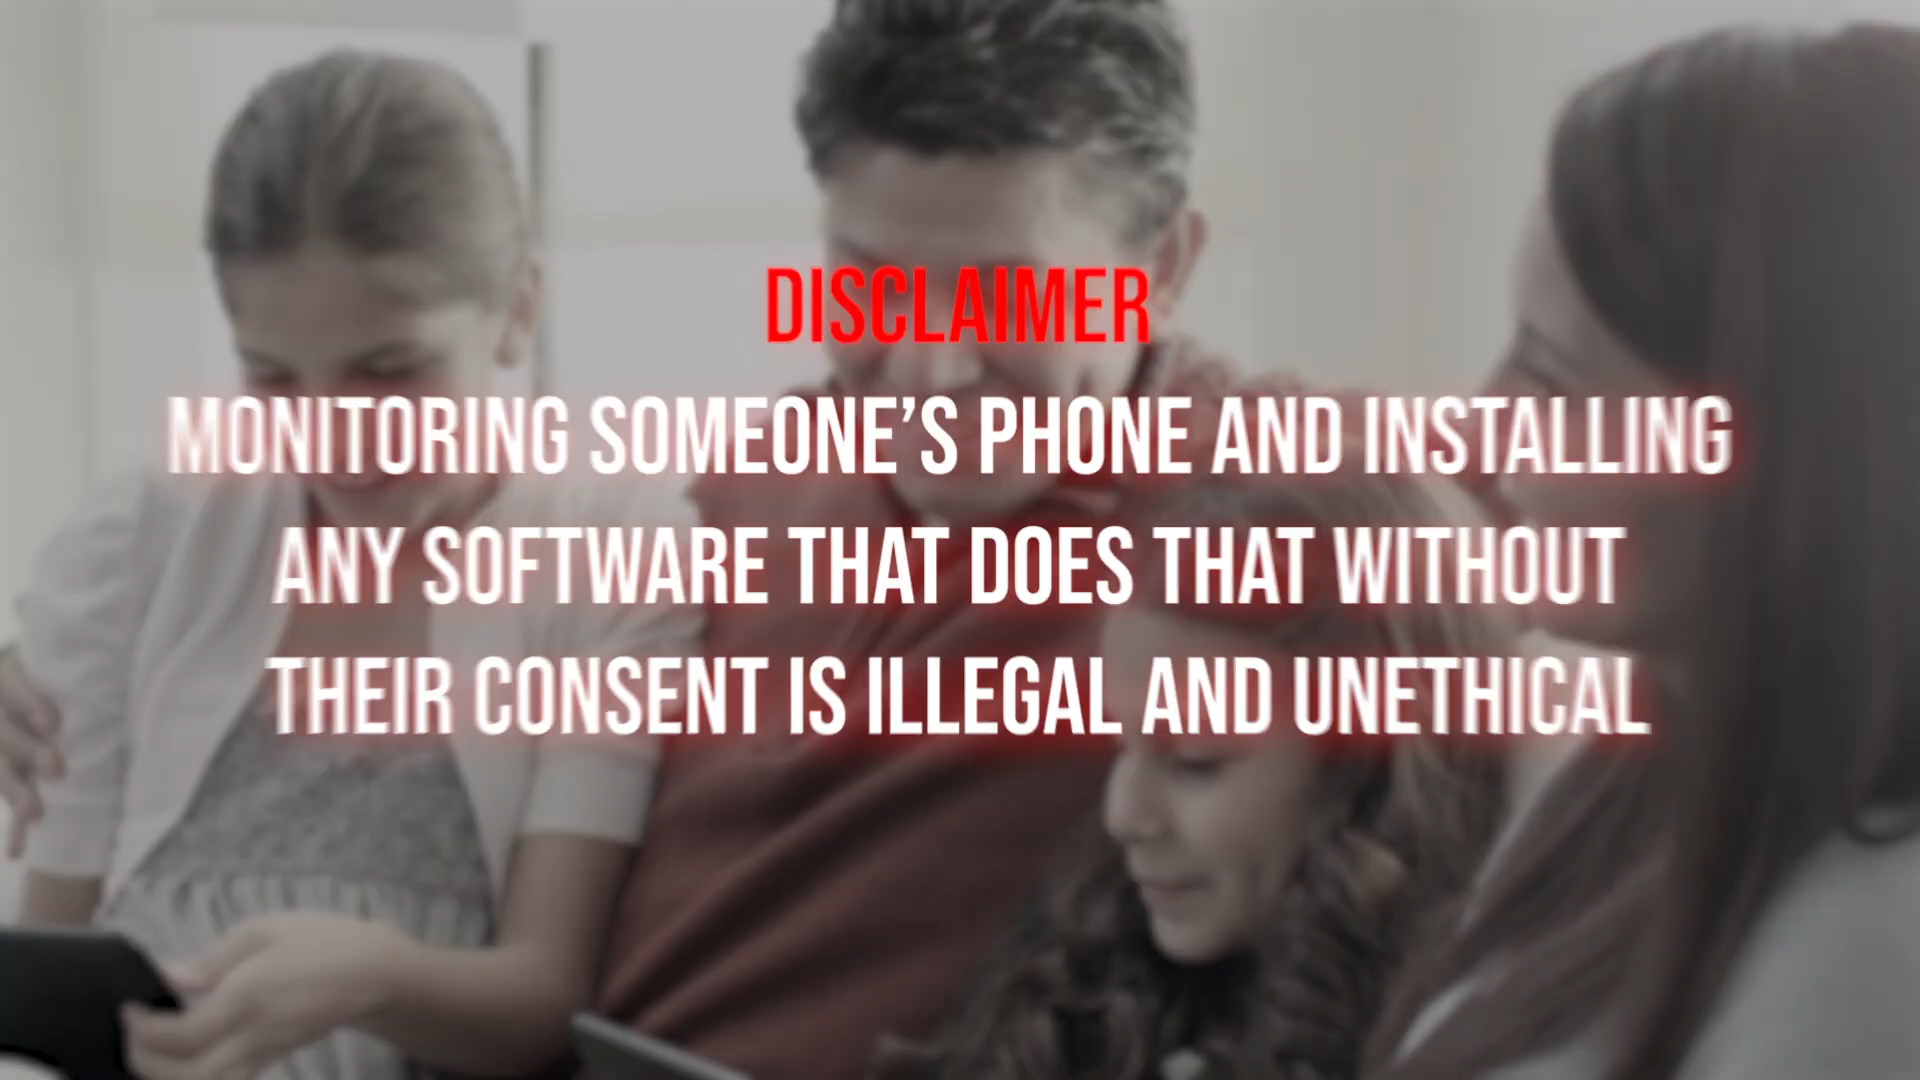 DISCLAIMER
MONITORING SOMEONE’S PHONE AND INSTALLING
ANY SOFTWARE THAT DOES THAT WITHOUT
THEIR CONSENT IS ILLEGAL AND UNETHICAL